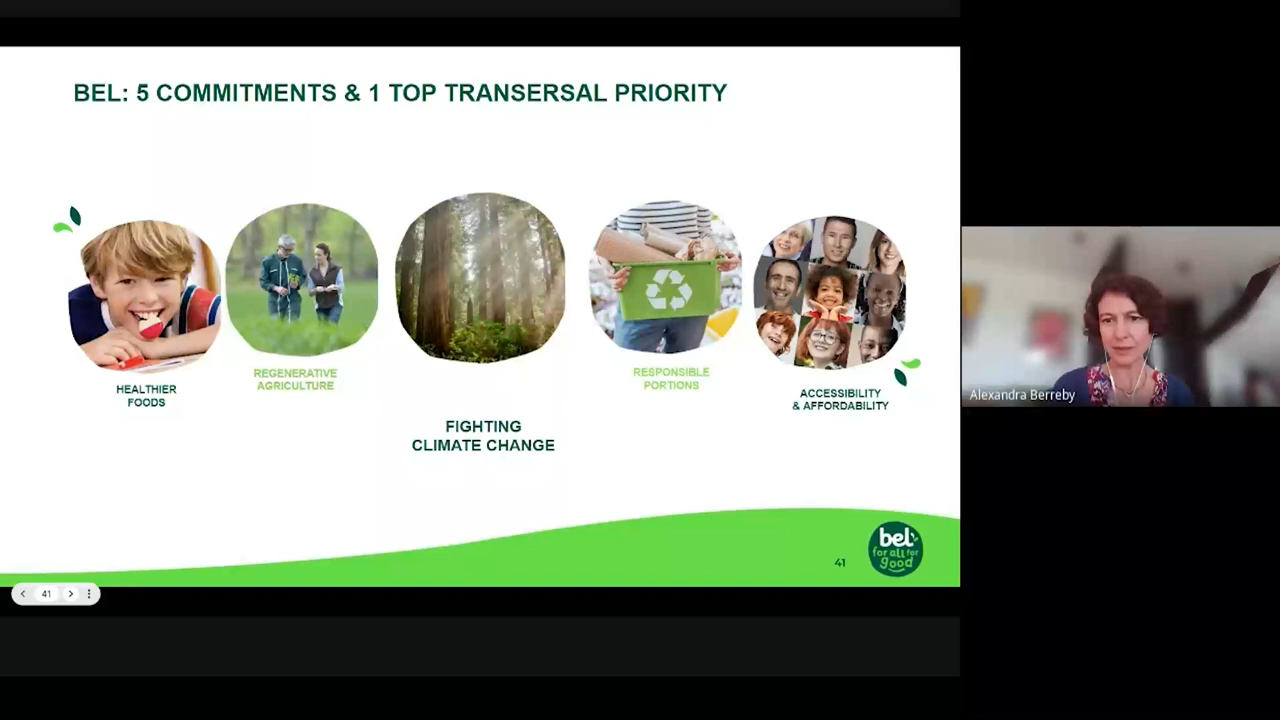 BEL: 5 COMMITMENTS & 1 TOP TRANSERSAL PRIORITY
HEALTHIER
FOODS
REGENERATIVE
AGRICULTURE
FIGHTING
CLIMATE CHANGE
RESPONSIBLE
PORTIONS
ACCESSIBILITY
& AFFORDABILITY
Alexandra Berreby
41
bel
for all for
good
41